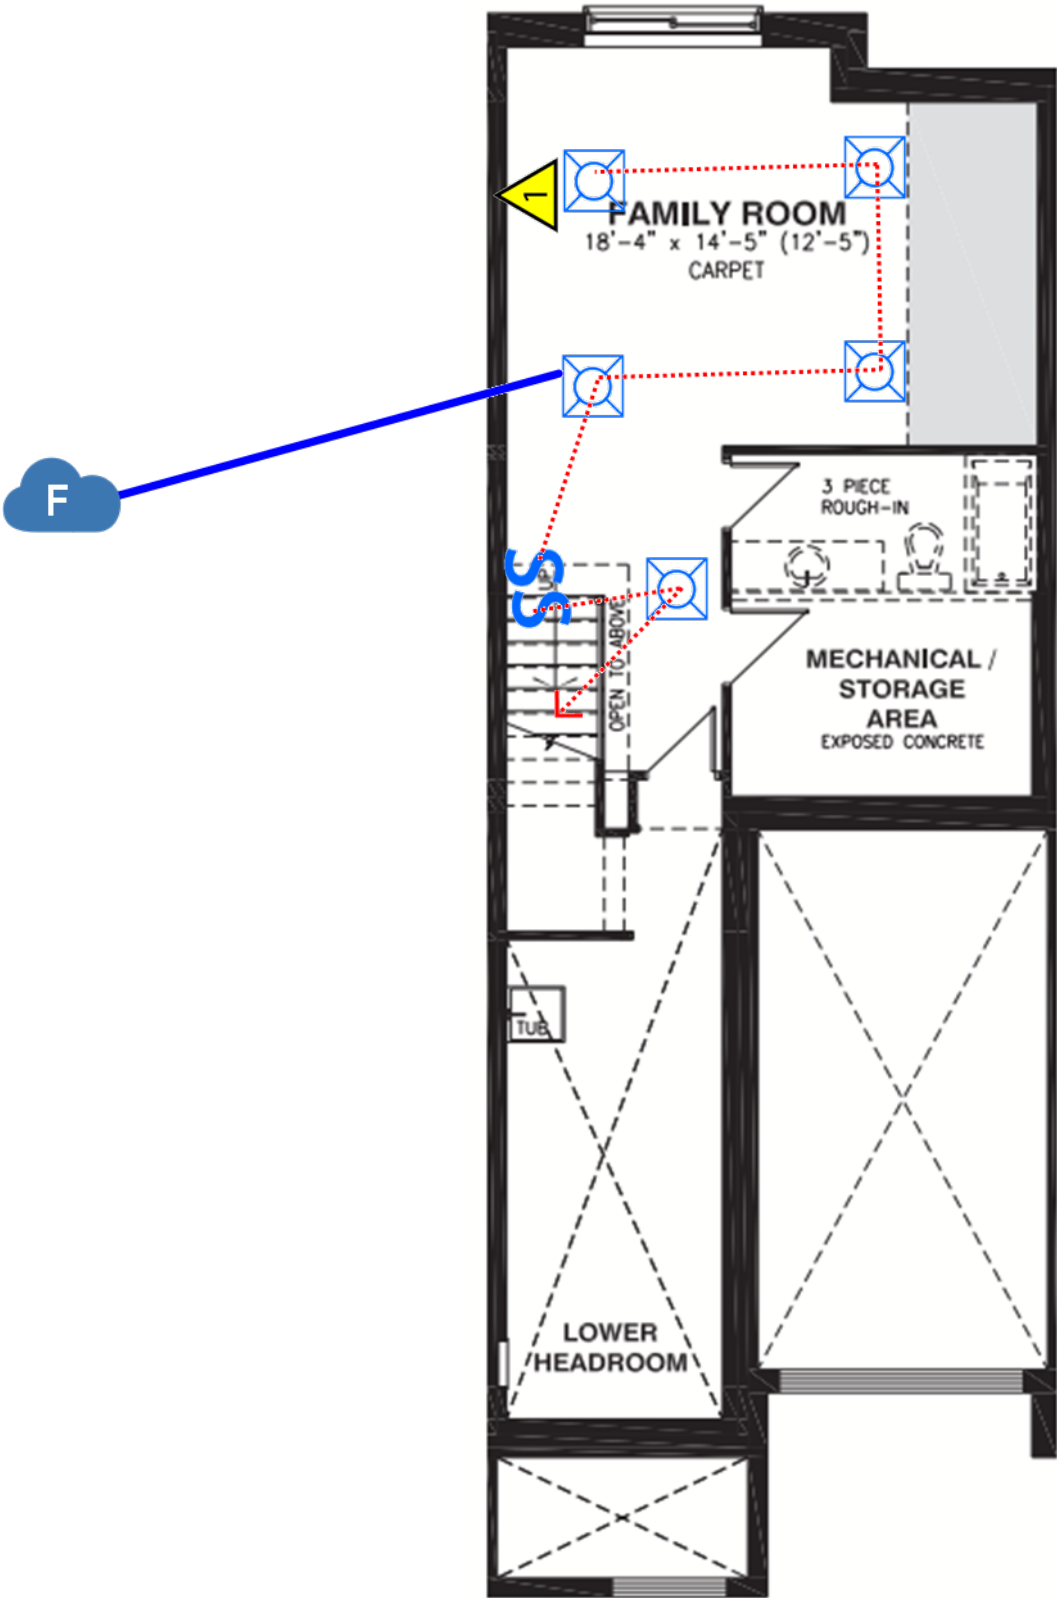 1
FAMILY ROOM
18'-4" x 14'-5" (12'-5")
CARPET
F
3 PIECE
ROUGH-IN
S
S
UP
OPEN TO ABOVE
MECHANICAL /
STORAGE
AREA
EXPOSED CONCRETE
TUB
LOWER
HEADROOM